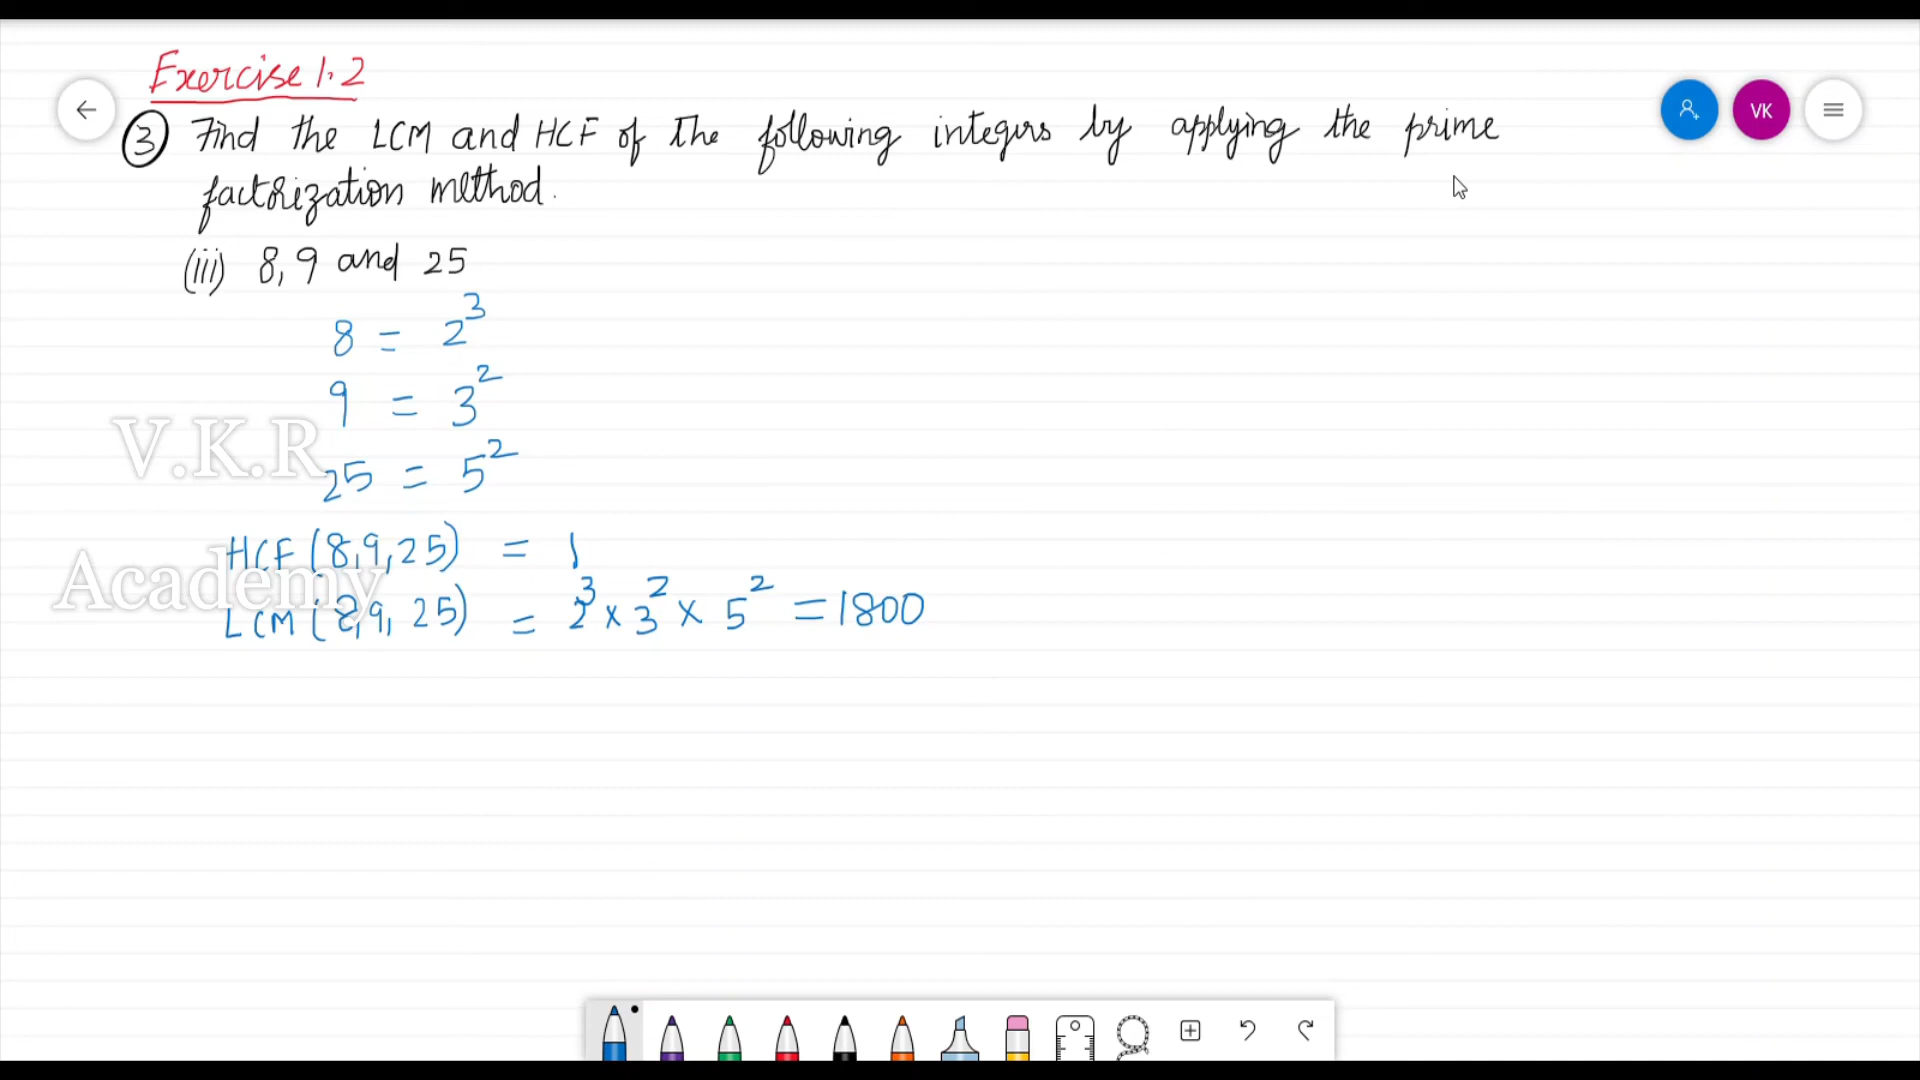 Exercise 1.2
③ Find the LCM and HCF of the following integers by applying the prime
factorization method.
(iii) 8, 9 and 25
8 = 2³
9 = 3²
25 = 5²
HCF (8,9,25) = 1
LCM (8,9, 25) = 2³ × 3² × 5² = 1800
V.K.R
Academy
VK